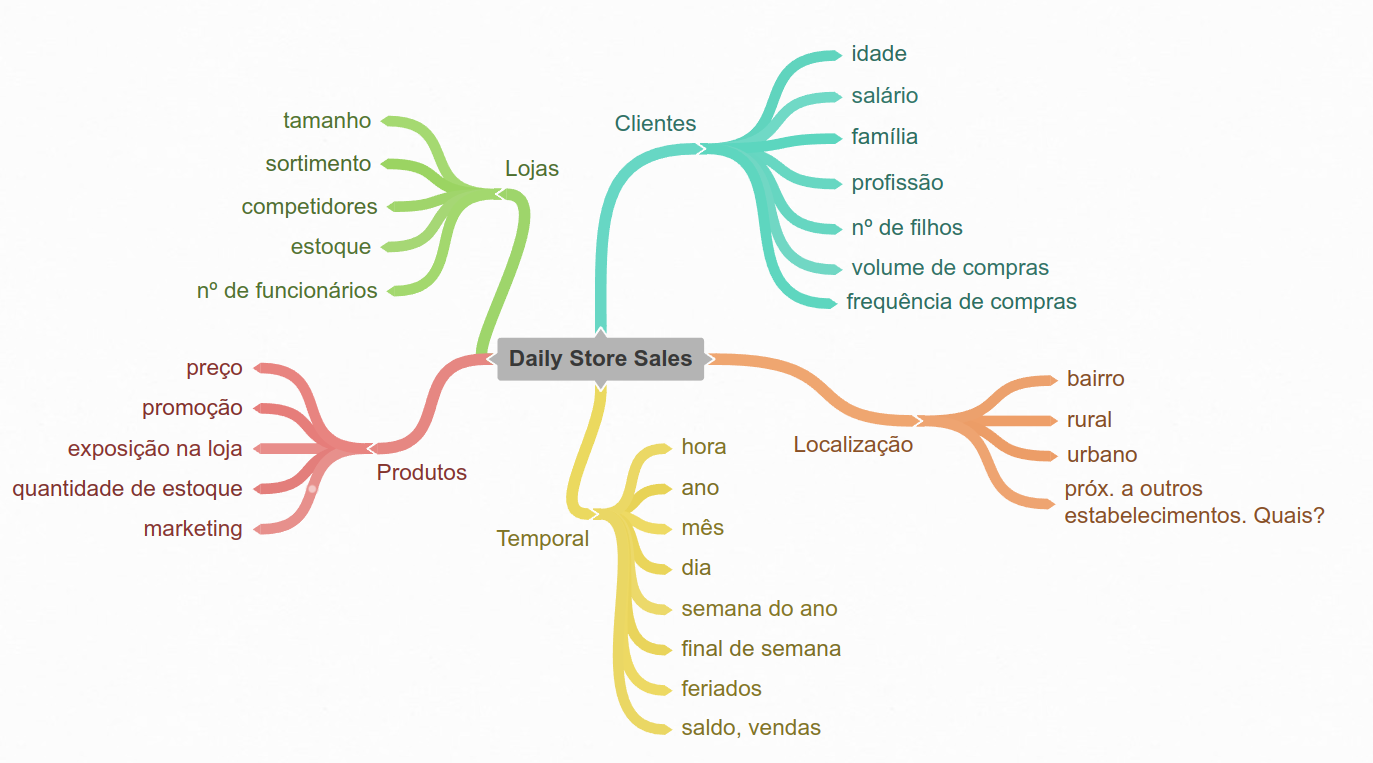 Daily Store Sales
Lojas
tamanho
sortimento
competidores
estoque
nº de funcionários
Clientes
idade
salário
família
profissão
nº de filhos
volume de compras
frequência de compras
Produtos
preço
promoção
exposição na loja
quantidade de estoque
marketing
Temporal
hora
ano
mês
dia
semana do ano
final de semana
feriados
saldo, vendas
Localização
bairro
rural
urbano
próx. a outros
estabelecimentos. Quais?